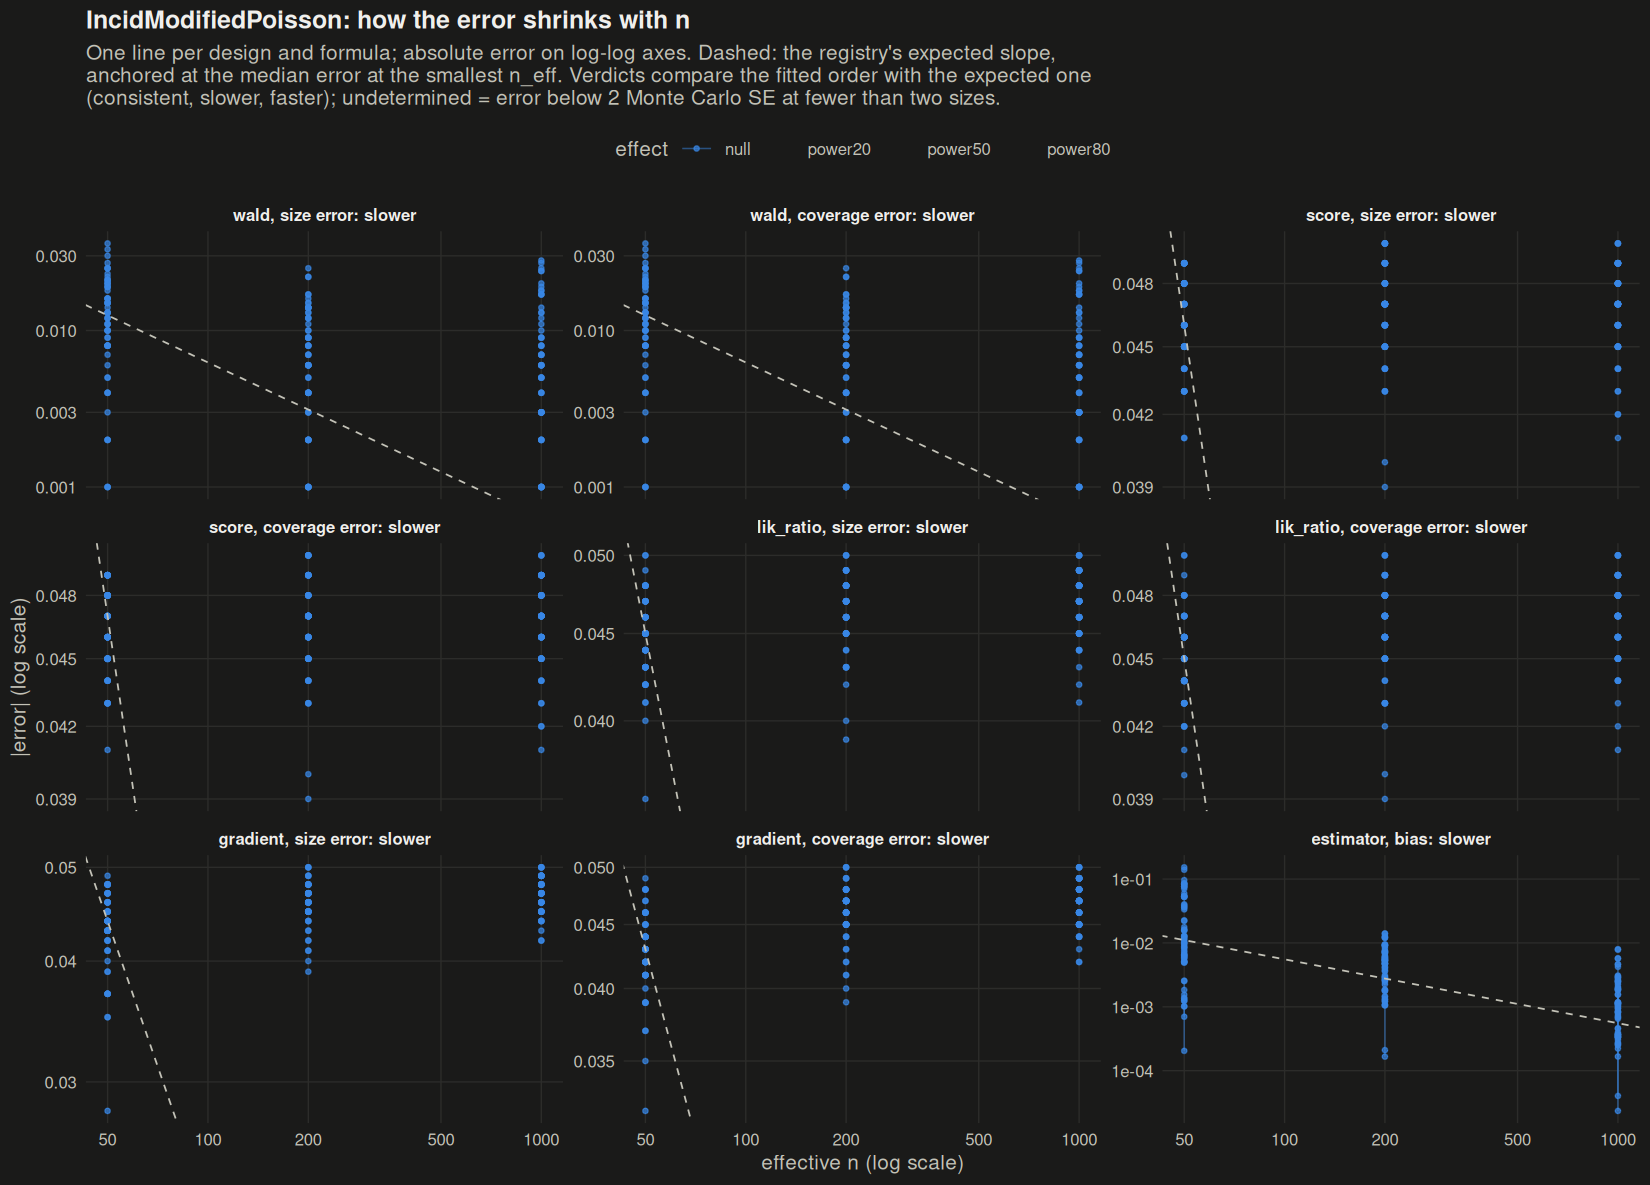 IncidModifiedPoisson: how the error shrinks with n
One line per design and formula; absolute error on log-log axes. Dashed: the registry's expected slope,
anchored at the median error at the smallest n_eff. Verdicts compare the fitted order with the expected one
(consistent, slower, faster); undetermined = error below 2 Monte Carlo SE at fewer than two sizes.
effect null power20 power50 power80
wald, size error: slower
0.030
0.010
0.003
0.001
wald, coverage error: slower
0.030
0.010
0.003
0.001
score, size error: slower
0.048
0.045
0.042
0.039
score, coverage error: slower
0.048
0.045
0.042
0.039
lik_ratio, size error: slower
0.050
0.045
0.040
lik_ratio, coverage error: slower
0.048
0.045
0.042
0.039
gradient, size error: slower
0.05
0.04
0.03
gradient, coverage error: slower
0.050
0.045
0.040
0.035
estimator, bias: slower
1e-01
1e-02
1e-03
1e-04
50 100 200 500 1000
50 100 200 500 1000
50 100 200 500 1000
effective n (log scale)
|error| (log scale)